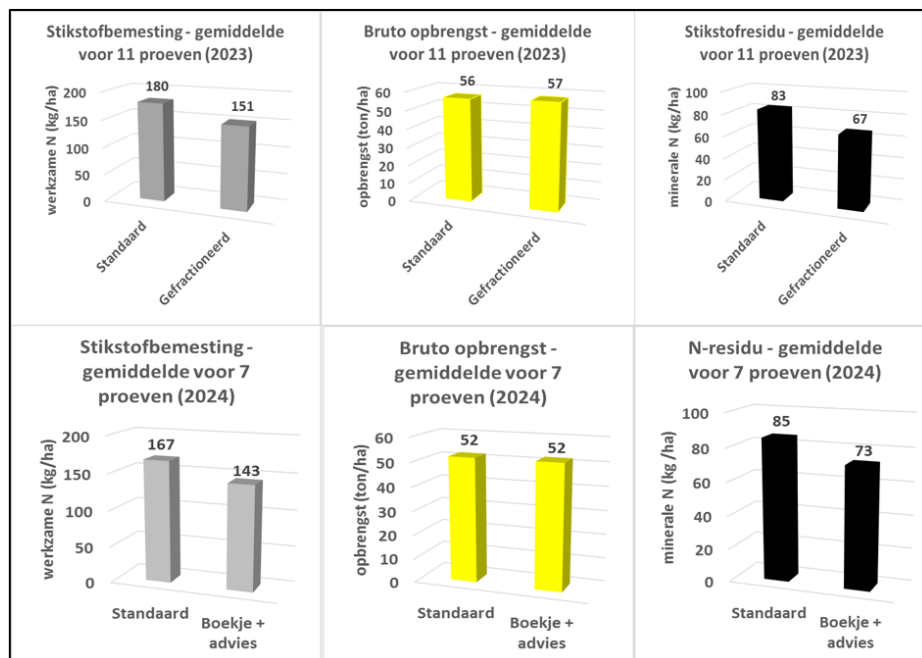 Stikstofbemesting - gemiddelde
voor 11 proeven (2023)
werkzame N (kg/ha)
200
150
100
50
0
180
151
Standaard
Gefractioneerd
Bruto opbrengst - gemiddelde
voor 11 proeven (2023)
opbrengst (ton/ha)
60
50
40
30
20
10
0
56
57
Standaard
Gefractioneerd
Stikstofresidu - gemiddelde
voor 11 proeven (2023)
minerale N (kg/ha)
100
80
60
40
20
0
83
67
Standaard
Gefractioneerd
Stikstofbemesting -
gemiddelde voor 7
proeven (2024)
werkzame N (kg/ha)
200
150
100
50
0
167
143
Standaard
Boekje +
advies
Bruto opbrengst -
gemiddelde voor 7
proeven (2024)
opbrengst (ton/ha)
60
50
40
30
20
10
0
52
52
Standaard
Boekje +
advies
N-residu - gemiddelde
voor 7 proeven (2024)
minerale N (kg /ha)
100
80
60
40
20
0
85
73
Standaard
Boekje +
advies